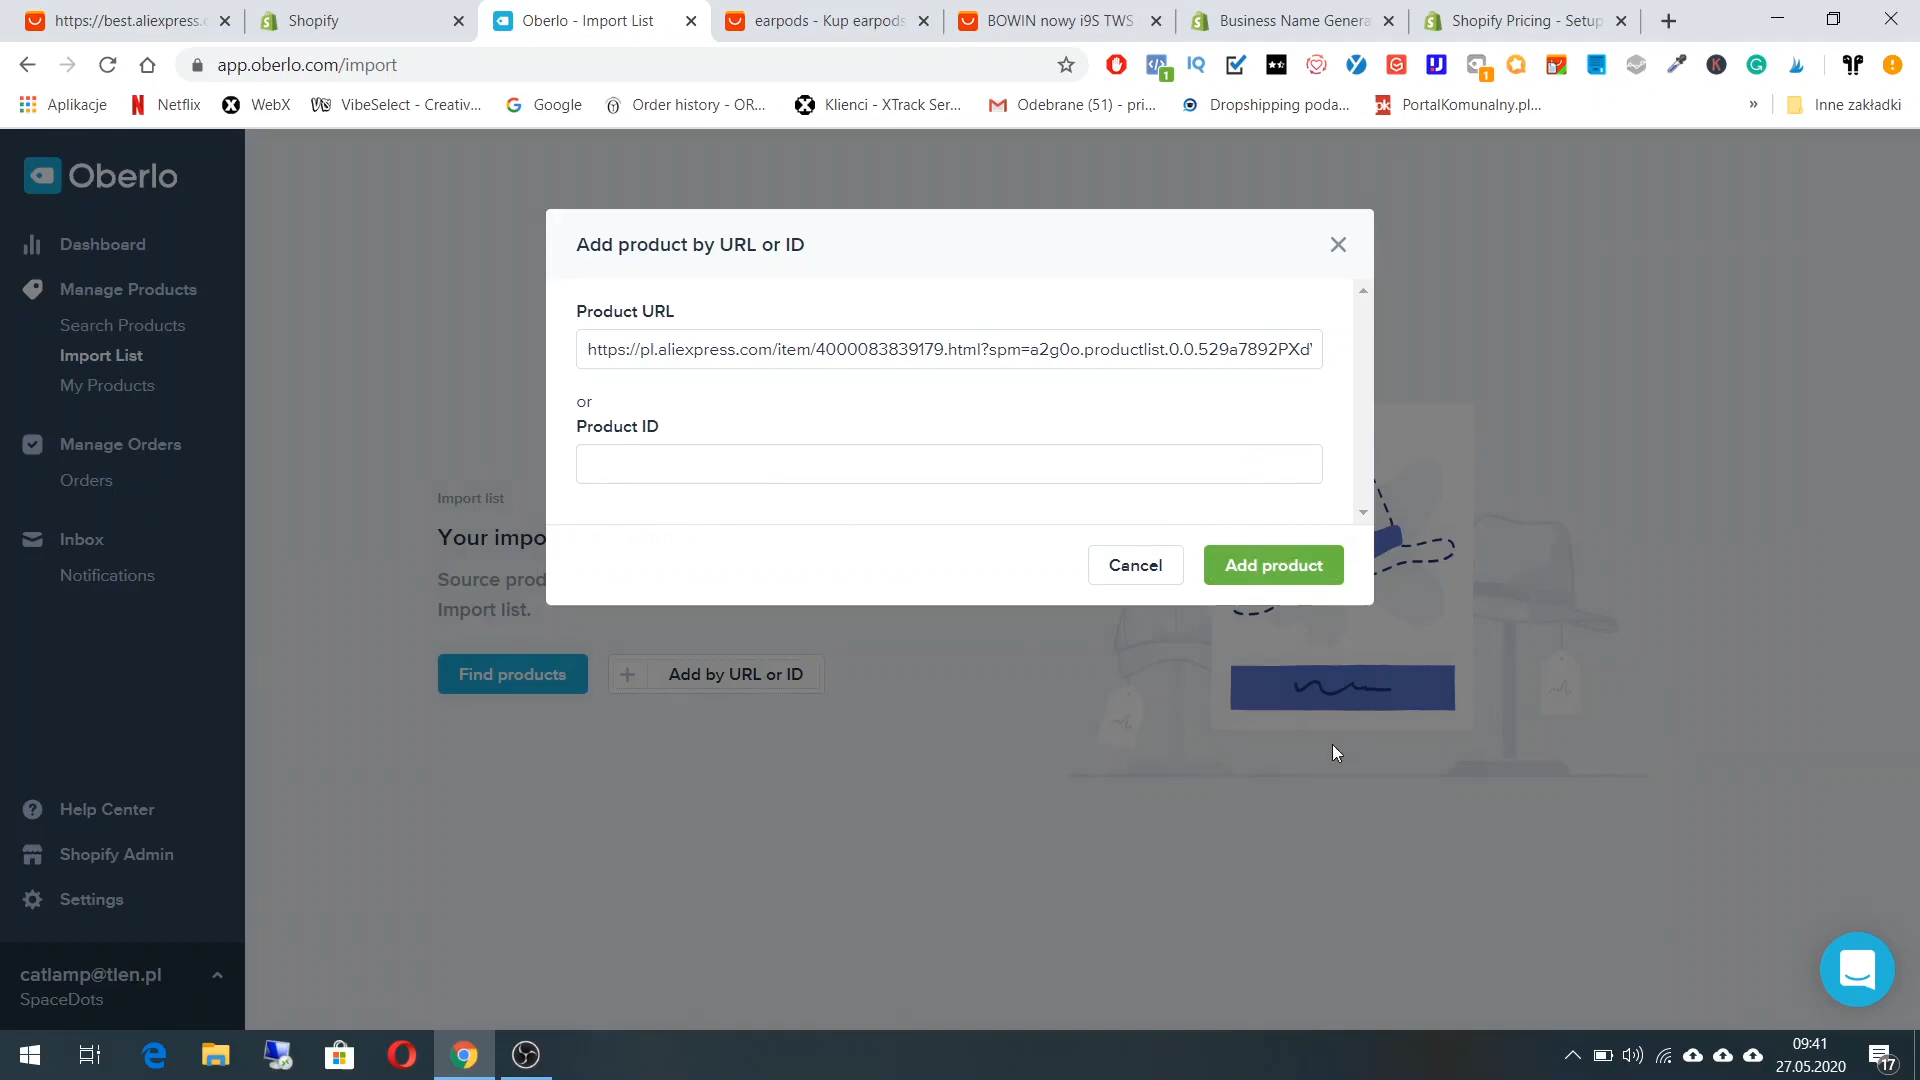 https://best.aliexpress.c
Shopify
Oberlo - Import List
earpods - Kup earpods
BOWIN nowy i9S TWS
Business Name Genera
Shopify Pricing - Setup
app.oberlo.com/import
Aplikacje
Netflix
WebX
VibeSelect - Creativ...
Google
Order history - OR...
Klienci - XTrack Ser...
Odebrane (51) - pri...
Dropshipping poda...
PortalKomunalny.pl...
»
Inne zakładki
Oberlo
Dashboard
Manage Products
Search Products
Import List
My Products
Manage Orders
Orders
Inbox
Notifications
Help Center
Shopify Admin
Settings
catlamp@tlen.pl
SpaceDots
Add product by URL or ID
Product URL
https://pl.aliexpress.com/item/4000083839179.html?spm=a2g0o.productlist.0.0.529a7892PXd
or
Product ID
Cancel
Add product
Import list
Your impo
Source prod
Import list.
Find products
Add by URL or ID
09:41
27.05.2020
17